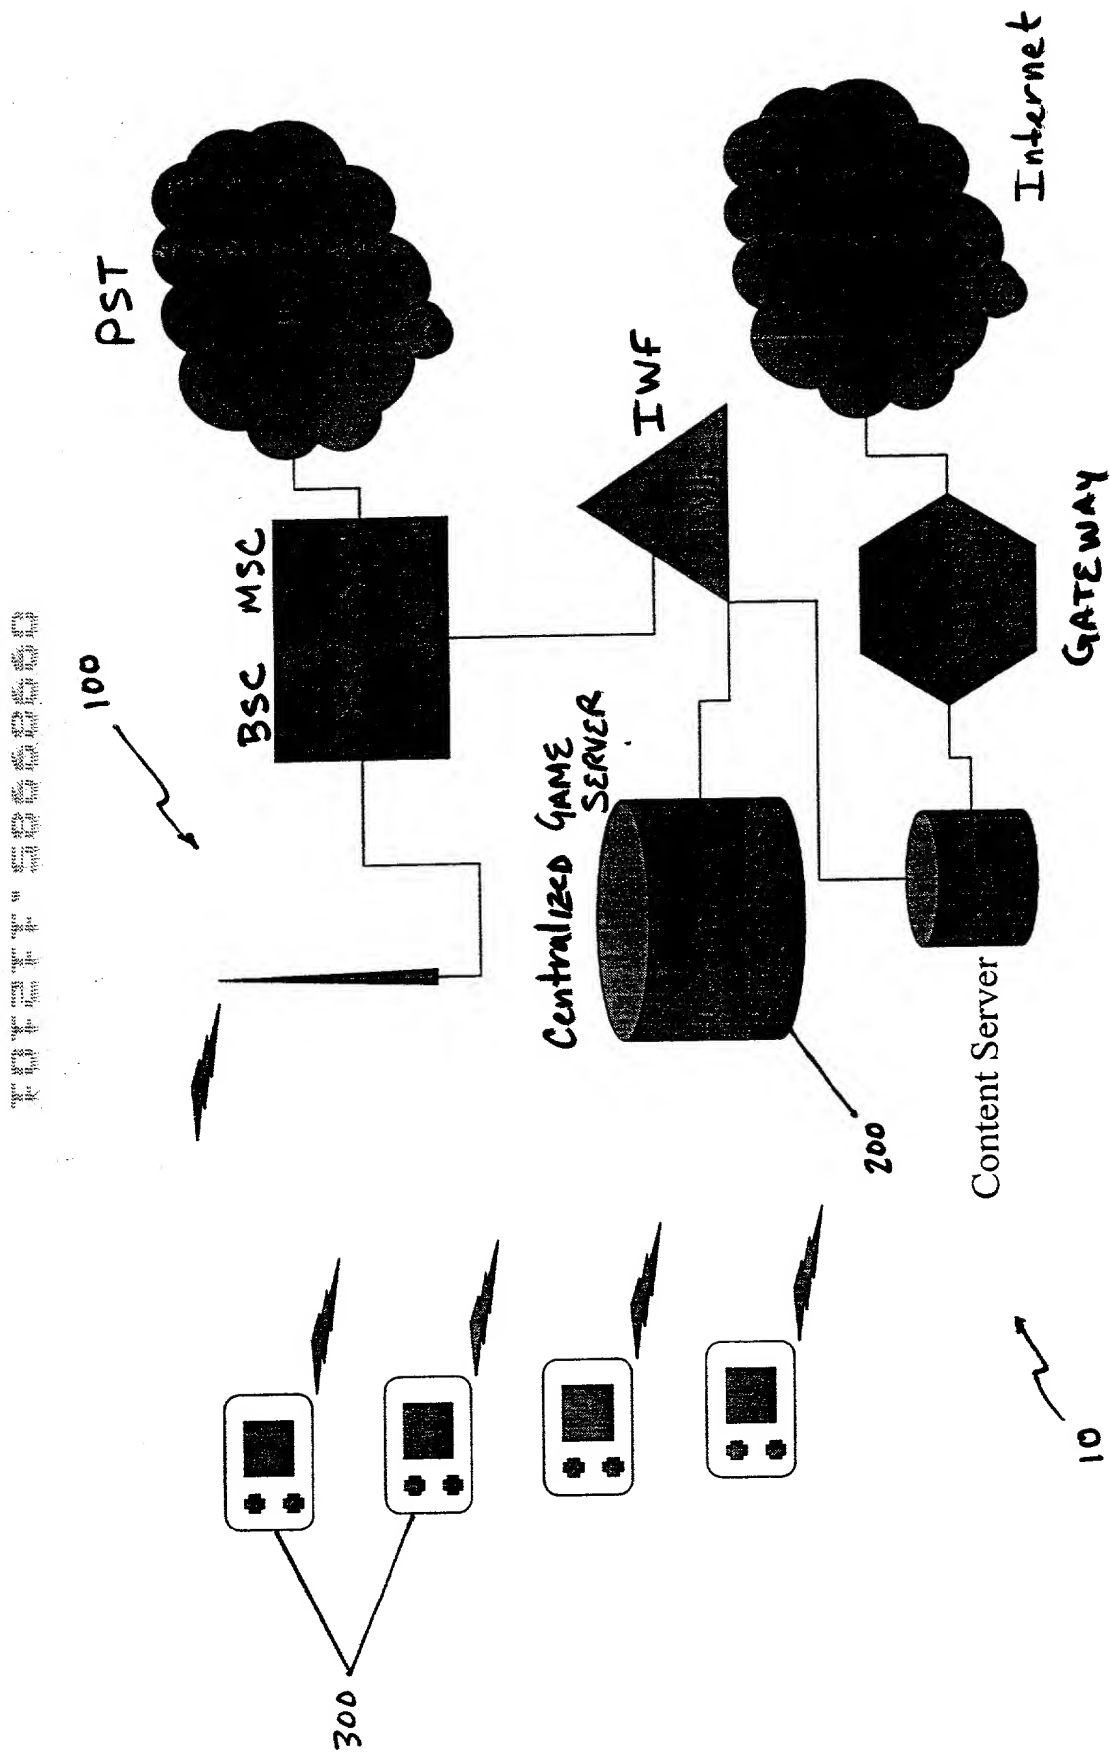 PST
BSC MSC
100
IWF
Internet
GATEWAY
Centralized GAME
SERVER
200
Content Server
300
10